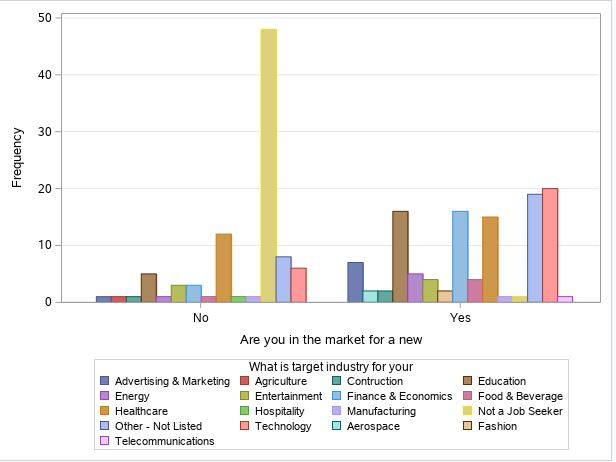 50
40
30
20
10
0
Frequency
No Yes
Are you in the market for a new
What is target industry for your
Advertising & Marketing Agriculture Contruction Education
Energy Entertainment Finance & Economics Food & Beverage
Healthcare Hospitality Manufacturing Not a Job Seeker
Other - Not Listed Technology Aerospace Fashion
Telecommunications